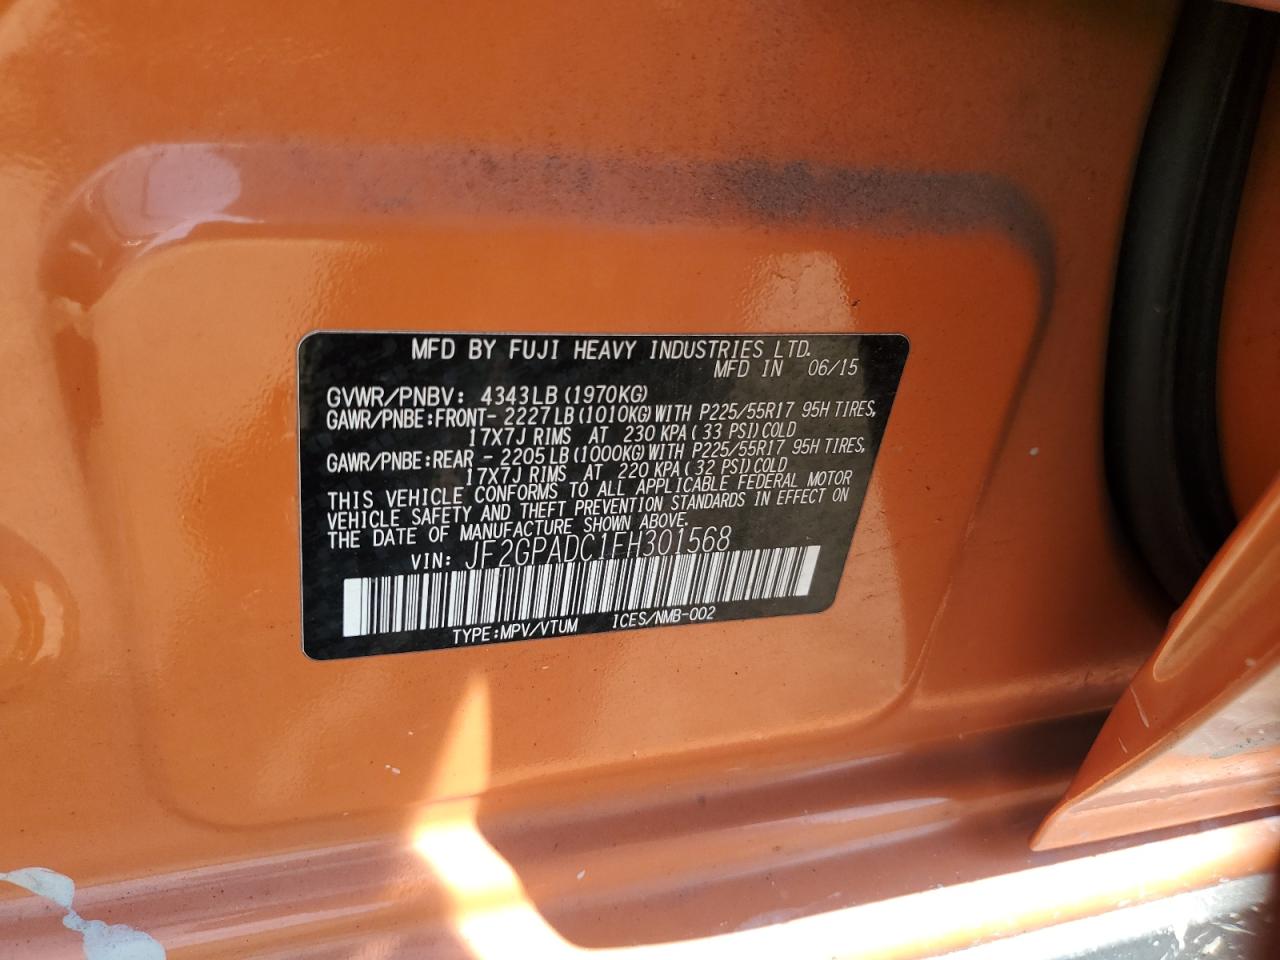 MFD BY FUJI HEAVY INDUSTRIES LTD.
MFD IN 06/15
GVWR/PNBV: 4343LB (1970KG)
GAWR/PNBE:FRONT- 2227LB (1010KG) WITH P225/55R17 95H TIRES,
17X7J RIMS AT 230 KPA ( 33 PSI) COLD
GAWR/PNBE:REAR - 2205LB (1000KG) WITH P225/55R17 95H TIRES,
17X7J RIMS AT 220 KPA ( 32 PSI) COLD
THIS VEHICLE CONFORMS TO ALL APPLICABLE FEDERAL MOTOR
VEHICLE SAFETY AND THEFT PREVENTION STANDARDS IN EFFECT ON
THE DATE OF MANUFACTURE SHOWN ABOVE.
VIN: JF2GPADC1FH301568
TYPE:MPV/VTUM ICES/NMB-002